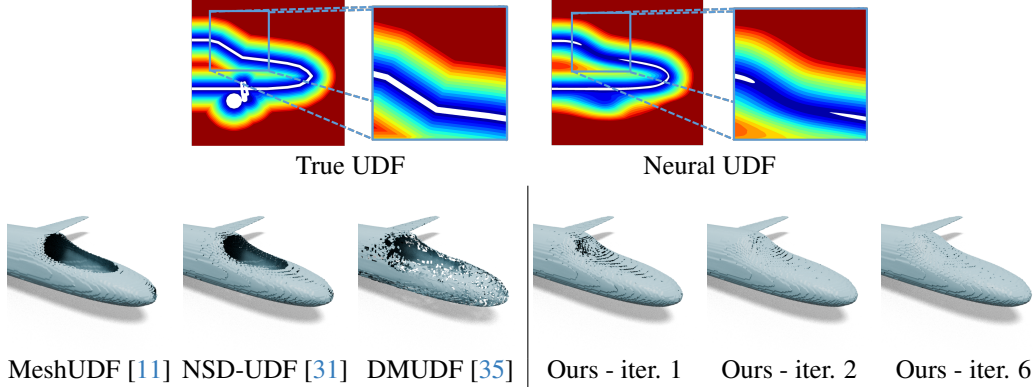 True UDF
Neural UDF
MeshUDF [11]
NSD-UDF [31]
DMUDF [35]
Ours - iter. 1
Ours - iter. 2
Ours - iter. 6